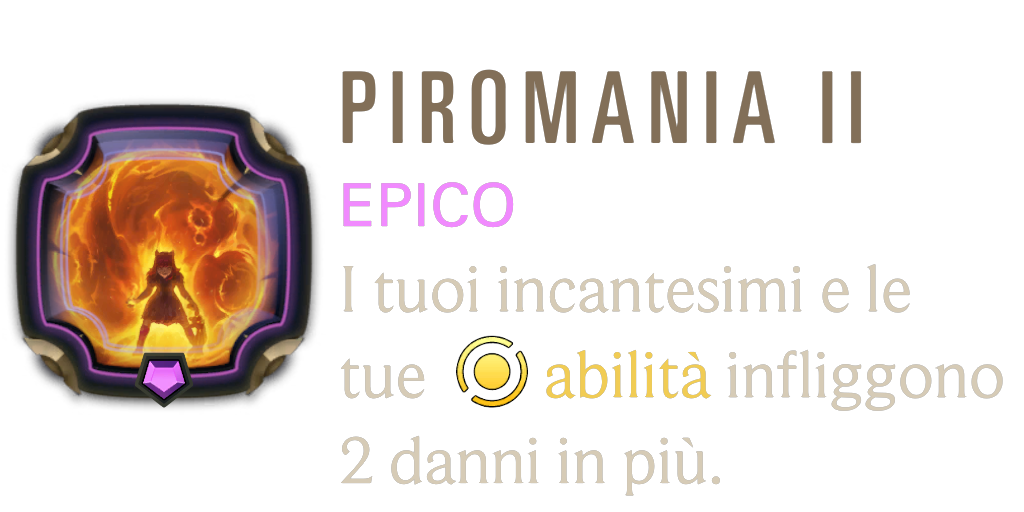 PIROMANIA II
EPICO
I tuoi incantesimi e le
tue abilità infliggono
2 danni in più.